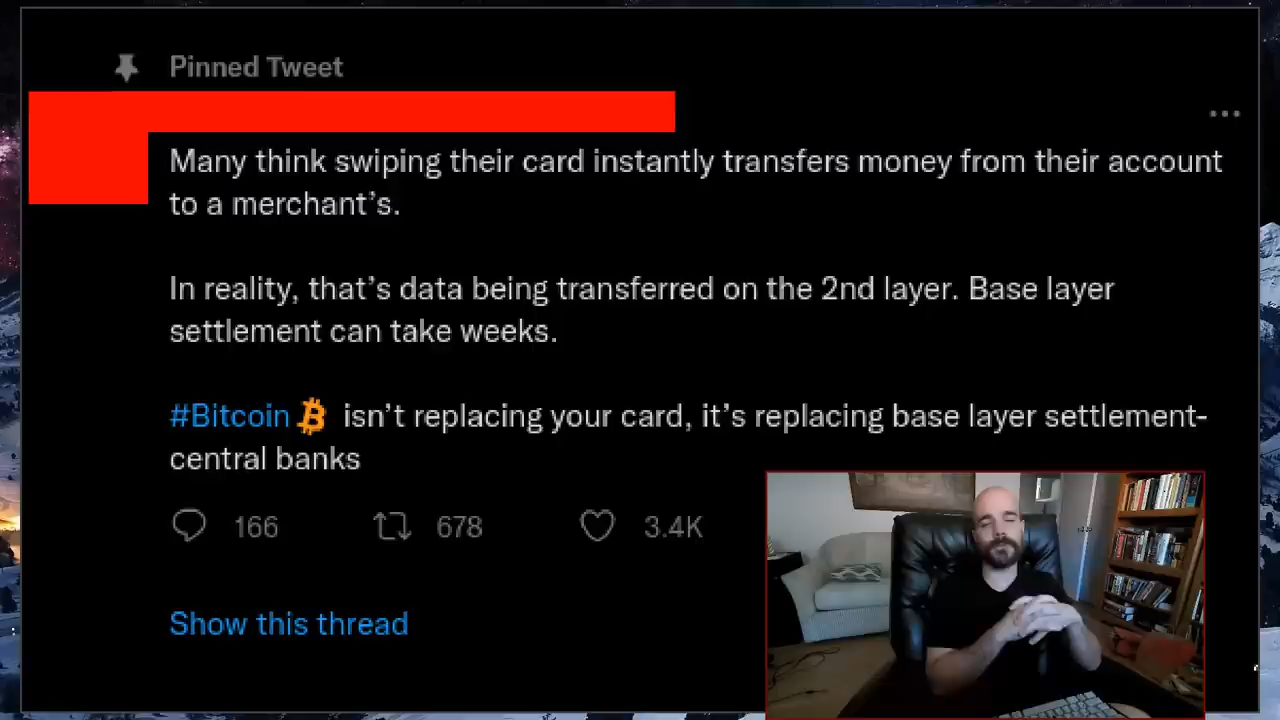 Pinned Tweet
Many think swiping their card instantly transfers money from their account
to a merchant’s.
In reality, that’s data being transferred on the 2nd layer. Base layer
settlement can take weeks.
#Bitcoin isn’t replacing your card, it’s replacing base layer settlement-
central banks
166 678 3.4K
Show this thread